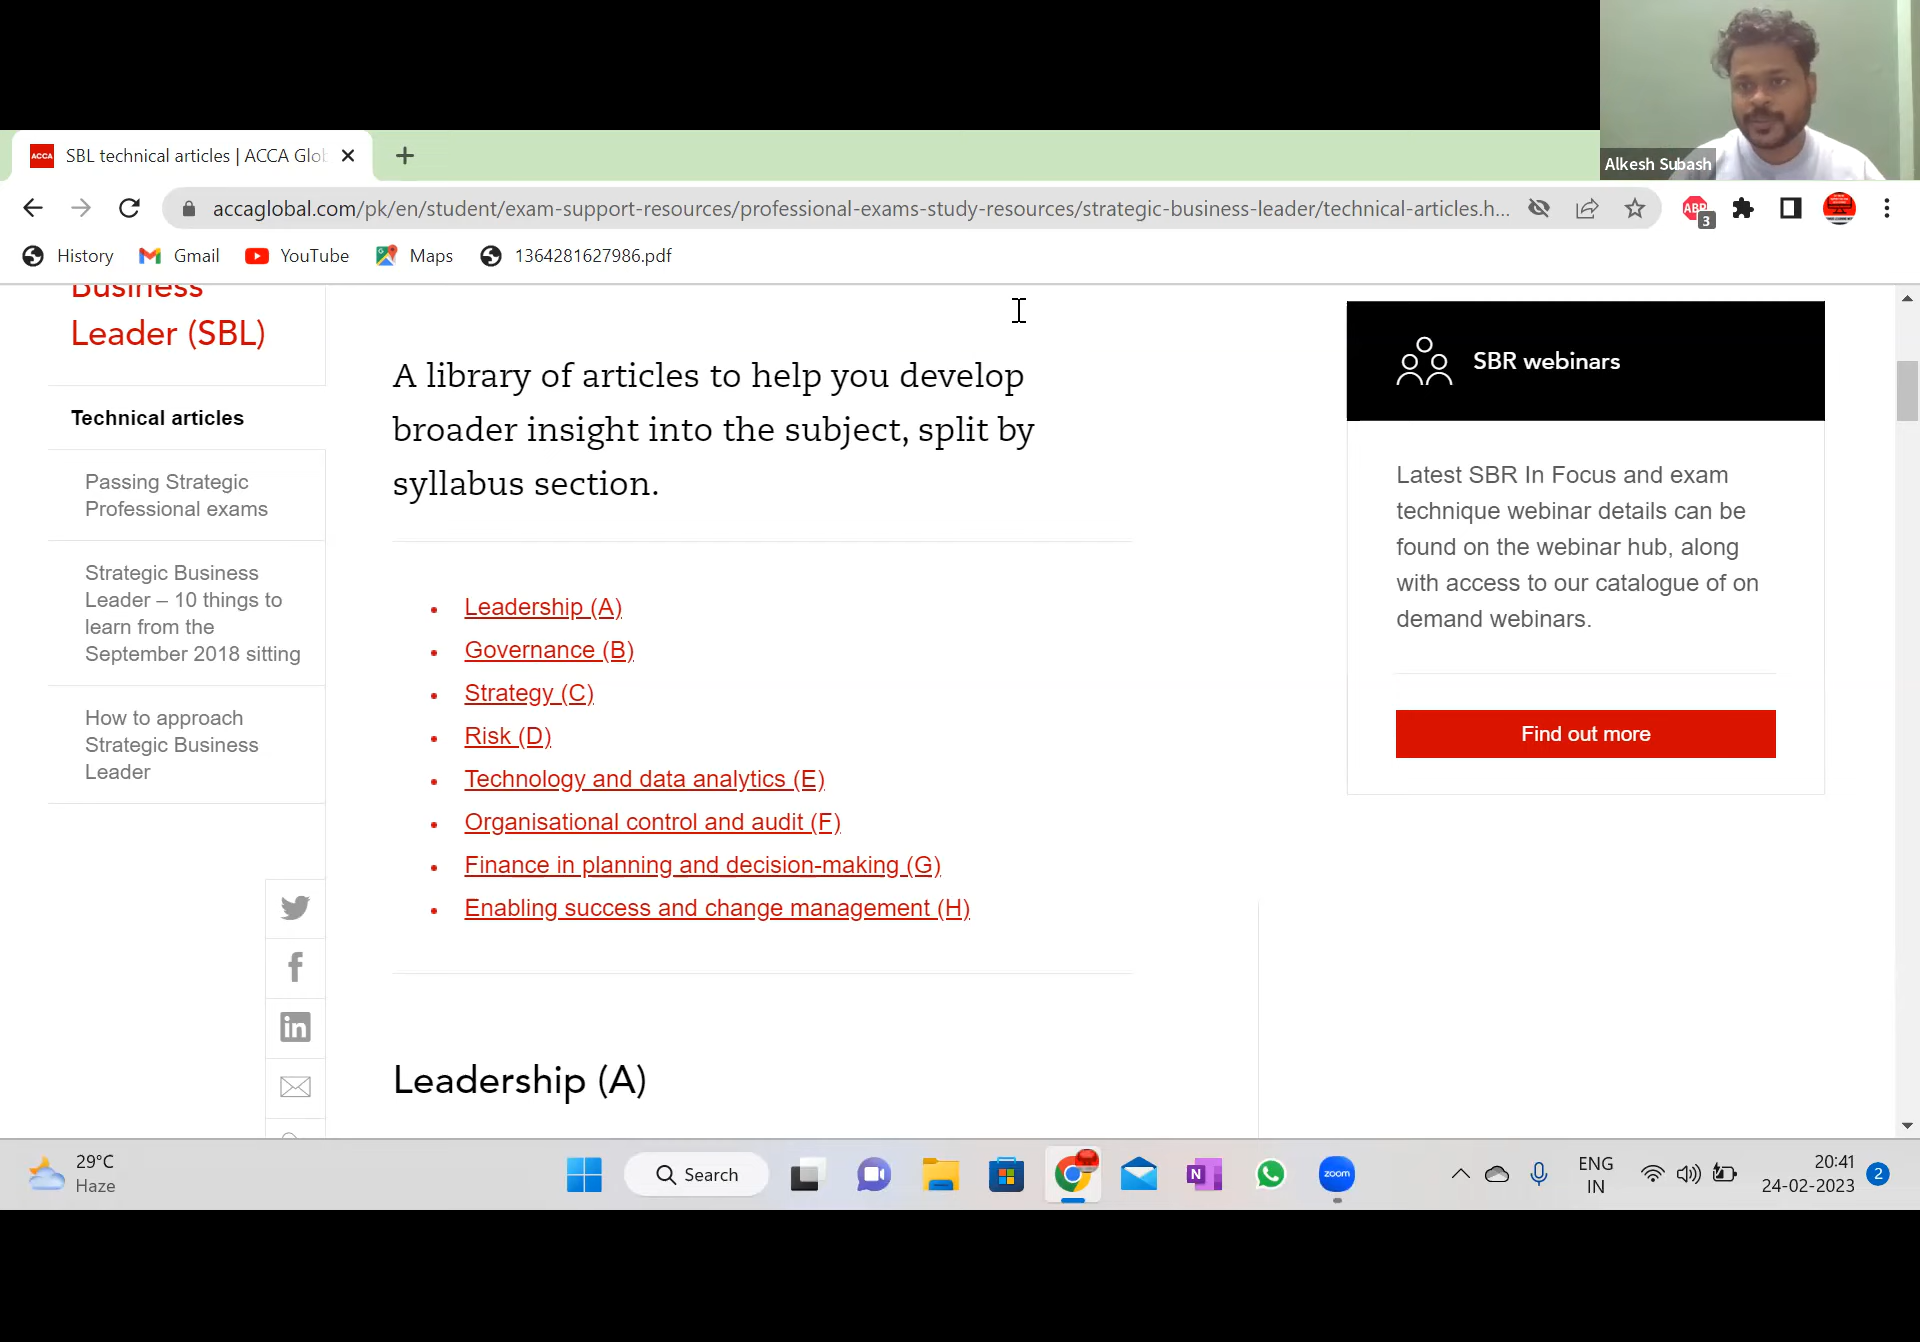 Alkesh Subash
ACCA
SBL technical articles | ACCA Glob
accaglobal.com/pk/en/student/exam-support-resources/professional-exams-study-resources/strategic-business-leader/technical-articles.h...
ABP
3
History
Gmail
YouTube
Maps
1364281627986.pdf
Business
Leader (SBL)
Technical articles
Passing Strategic
Professional exams
Strategic Business
Leader – 10 things to
learn from the
September 2018 sitting
How to approach
Strategic Business
Leader
A library of articles to help you develop
broader insight into the subject, split by
syllabus section.
Leadership (A)
Governance (B)
Strategy (C)
Risk (D)
Technology and data analytics (E)
Organisational control and audit (F)
Finance in planning and decision-making (G)
Enabling success and change management (H)
Leadership (A)
SBR webinars
Latest SBR In Focus and exam
technique webinar details can be
found on the webinar hub, along
with access to our catalogue of on
demand webinars.
Find out more
29°C
Haze
Search
zoom
ENG
IN
20:41
24-02-2023
2